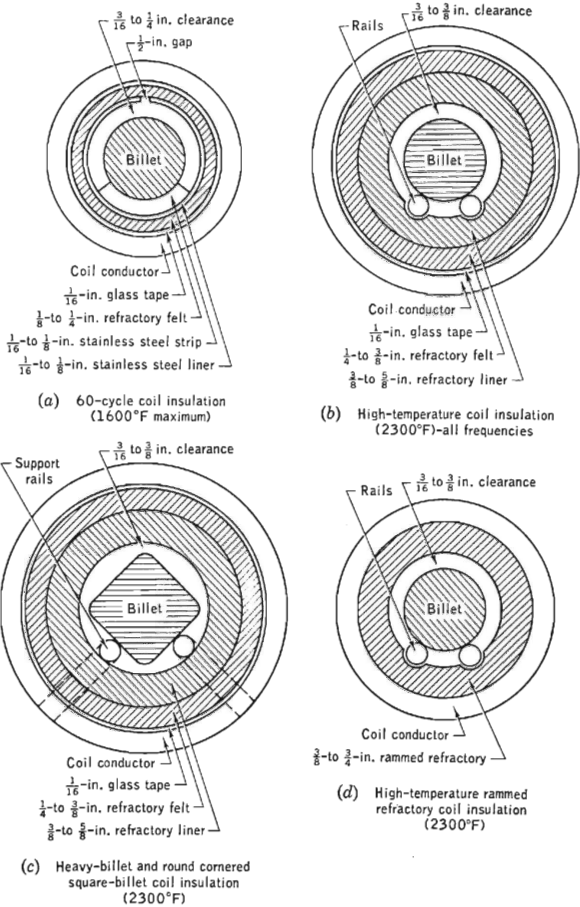 3/16 to 1/4 in. clearance
1/2-in. gap
Billet
Coil conductor
1/16-in. glass tape
1/8-to 1/4-in. refractory felt
1/16-to 1/8-in. stainless steel strip
1/16-to 1/8-in. stainless steel liner
(a) 60-cycle coil insulation
(1600°F maximum)
Rails
3/16 to 3/8 in. clearance
Billet
Coil conductor
1/16-in. glass tape
1/4-to 3/8-in. refractory felt
3/8-to 5/8-in. refractory liner
(b) High-temperature coil insulation
(2300°F)-all frequencies
Support
rails
3/16 to 3/8 in. clearance
Billet
Coil conductor
1/16-in. glass tape
1/4-to 3/8-in. refractory felt
3/8-to 5/8-in. refractory liner
(c) Heavy-billet and round cornered
square-billet coil insulation
(2300°F)
Rails
3/16 to 3/8 in. clearance
Billet
Coil conductor
3/8-to 3/4-in. rammed refractory
(d) High-temperature rammed
refractory coil insulation
(2300°F)